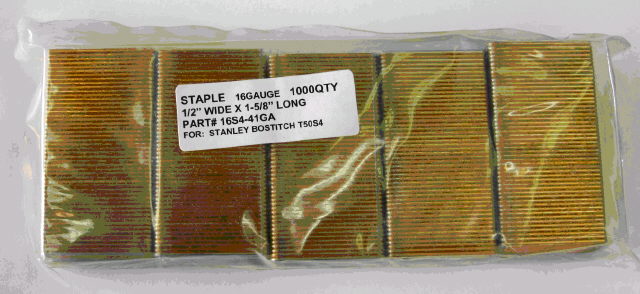 STAPLE 16GAUGE 1000QTY
1/2" WIDE X 1-5/8" LONG
PART# 16S4-41GA
FOR: STANLEY BOSTITCH T50S4